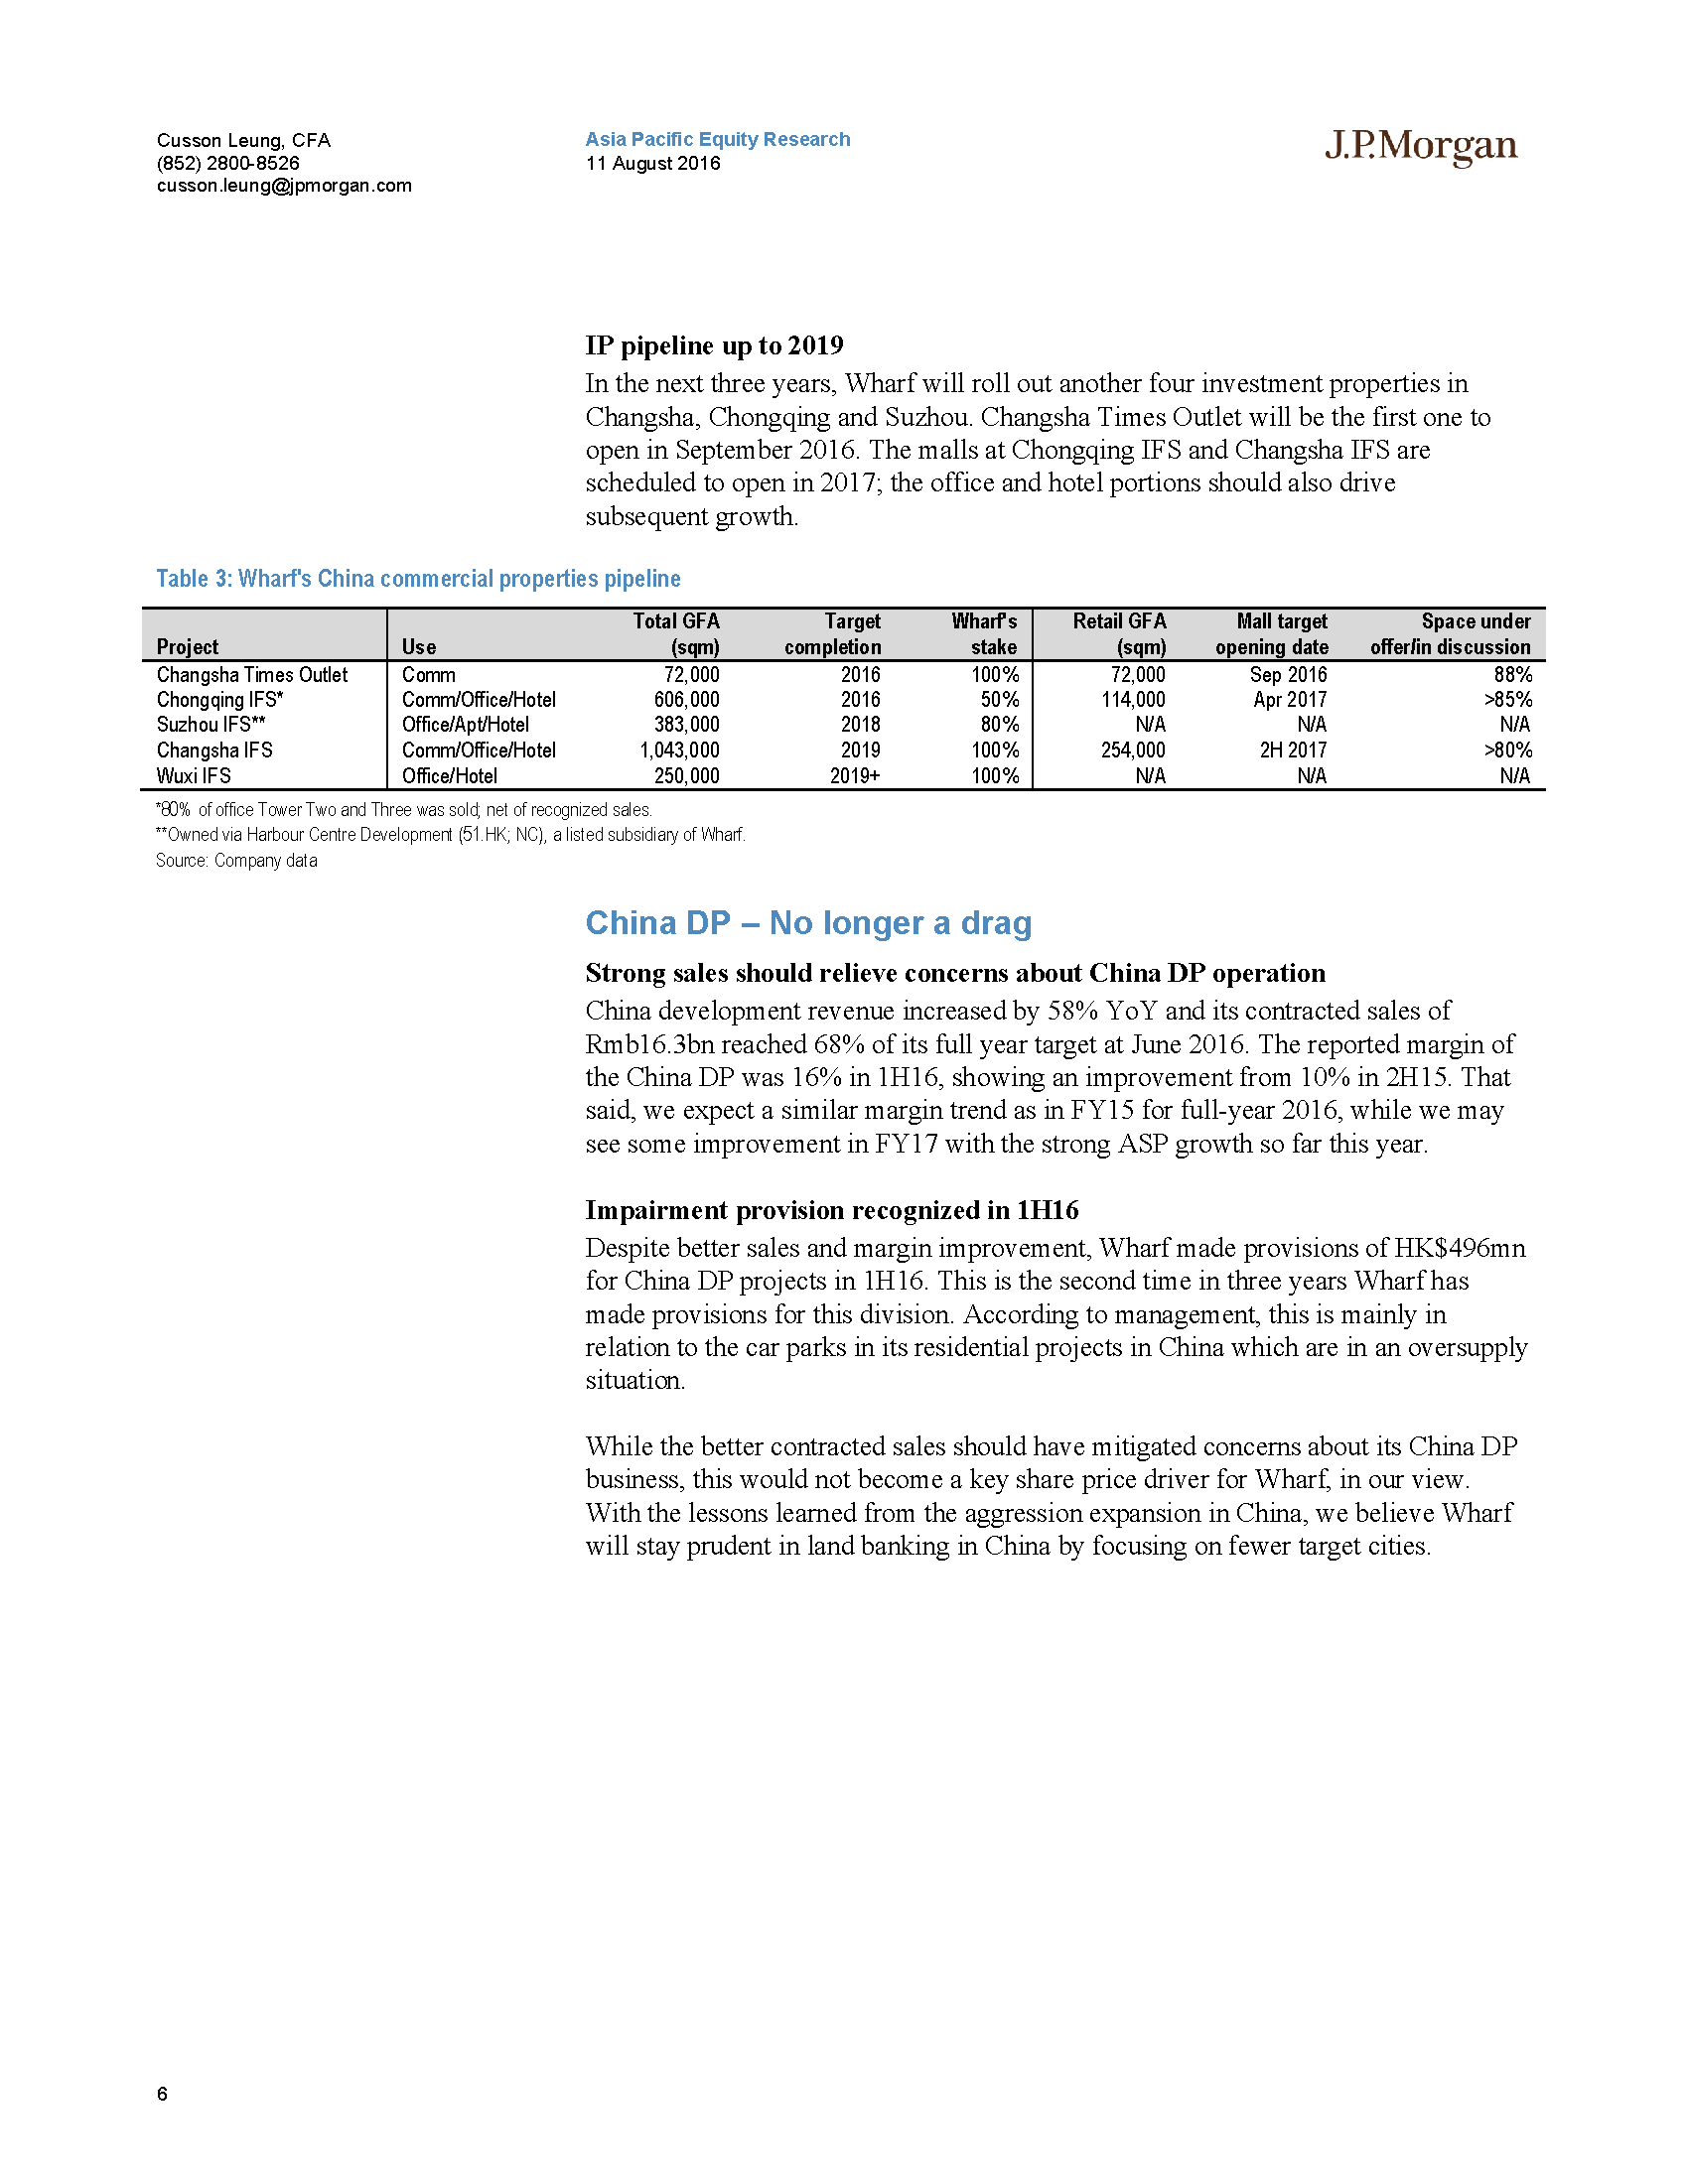 Cusson Leung, CFA
(852) 2800-8526
cusson.leung@jpmorgan.com
Asia Pacific Equity Research
11 August 2016
J.P.Morgan
IP pipeline up to 2019
In the next three years, Wharf will roll out another four investment properties in
Changsha, Chongqing and Suzhou. Changsha Times Outlet will be the first one to
open in September 2016. The malls at Chongqing IFS and Changsha IFS are
scheduled to open in 2017; the office and hotel portions should also drive
subsequent growth.
Table 3: Wharf's China commercial properties pipeline
Total GFA Target Wharf's Retail GFA Mall target Space under
Project Use (sqm) completion stake (sqm) opening date offer/in discussion
Changsha Times Outlet Comm 72,000 2016 100% 72,000 Sep 2016 88%
Chongqing IFS* Comm/Office/Hotel 606,000 2016 50% 114,000 Apr 2017 >85%
Suzhou IFS** Office/Apt/Hotel 383,000 2018 80% N/A N/A N/A
Changsha IFS Comm/Office/Hotel 1,043,000 2019 100% 254,000 2H 2017 >80%
Wuxi IFS Office/Hotel 250,000 2019+ 100% N/A N/A N/A
*80% of office Tower Two and Three was sold; net of recognized sales.
**Owned via Harbour Centre Development (51.HK; NC), a listed subsidiary of Wharf.
Source: Company data
China DP – No longer a drag
Strong sales should relieve concerns about China DP operation
China development revenue increased by 58% YoY and its contracted sales of
Rmb16.3bn reached 68% of its full year target at June 2016. The reported margin of
the China DP was 16% in 1H16, showing an improvement from 10% in 2H15. That
said, we expect a similar margin trend as in FY15 for full-year 2016, while we may
see some improvement in FY17 with the strong ASP growth so far this year.
Impairment provision recognized in 1H16
Despite better sales and margin improvement, Wharf made provisions of HK$496mn
for China DP projects in 1H16. This is the second time in three years Wharf has
made provisions for this division. According to management, this is mainly in
relation to the car parks in its residential projects in China which are in an oversupply
situation.
While the better contracted sales should have mitigated concerns about its China DP
business, this would not become a key share price driver for Wharf, in our view.
With the lessons learned from the aggression expansion in China, we believe Wharf
will stay prudent in land banking in China by focusing on fewer target cities.
6